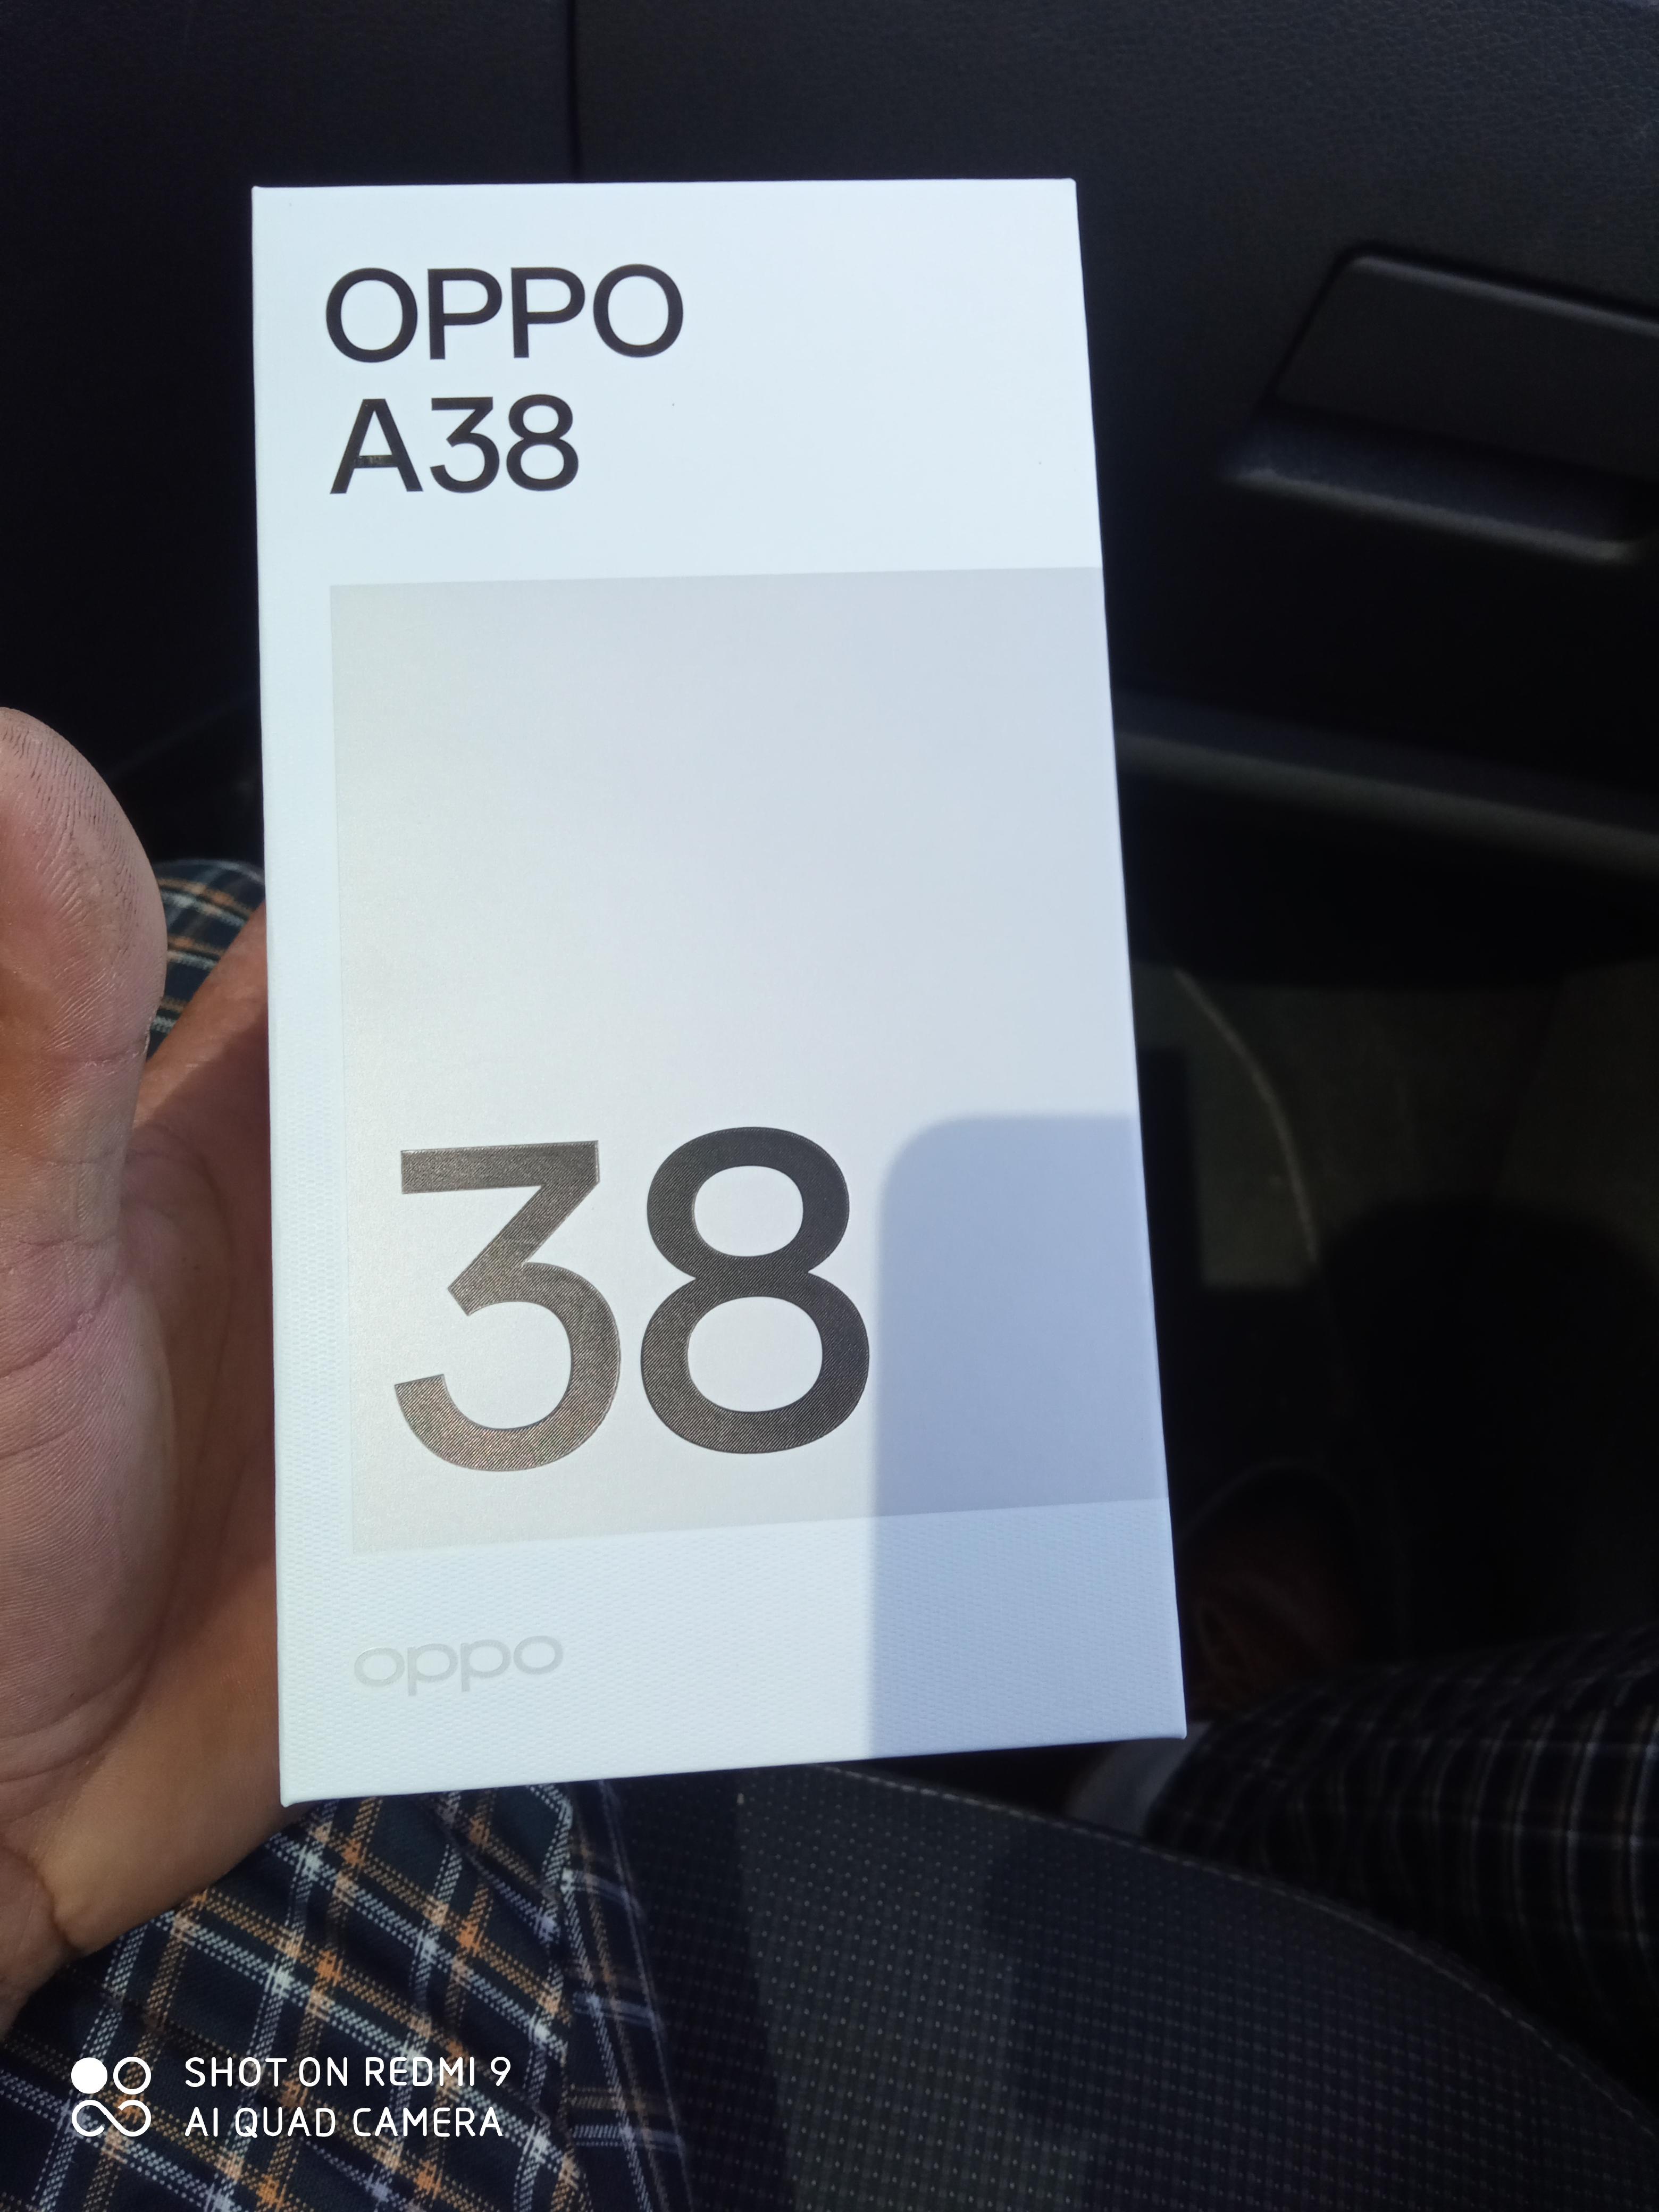 OPPO
A38
38
oppo
SHOT ON REDMI 9
AI QUAD CAMERA